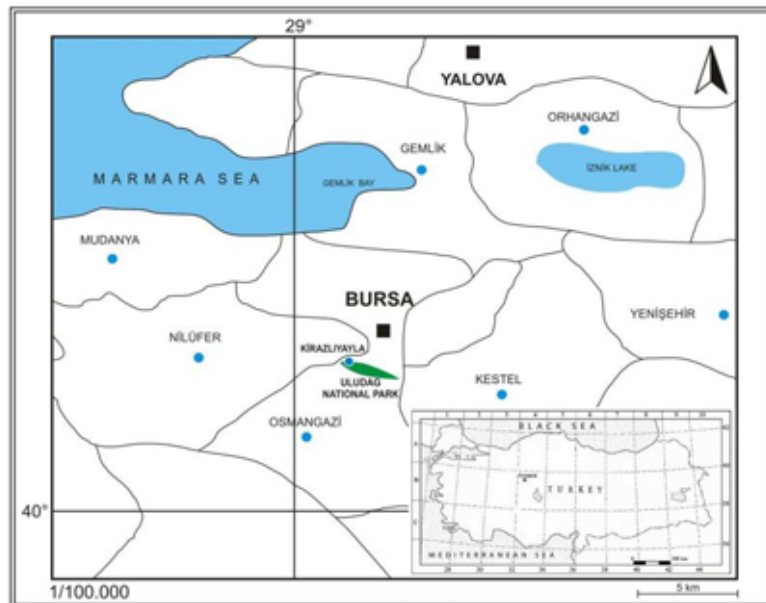 29°
YALOVA
ORHANGAZİ
GEMLİK
İZNİK LAKE
MARMARA SEA
GEMLİK BAY
MUDANYA
BURSA
YENİŞEHİR
NİLÜFER
KİRAZLIYAYLA
ULUDAG
NATIONAL PARK
KESTEL
OSMANGAZİ
BLACK SEA
TURKEY
MEDITERRANEAN SEA
40°
1/100.000
5 km